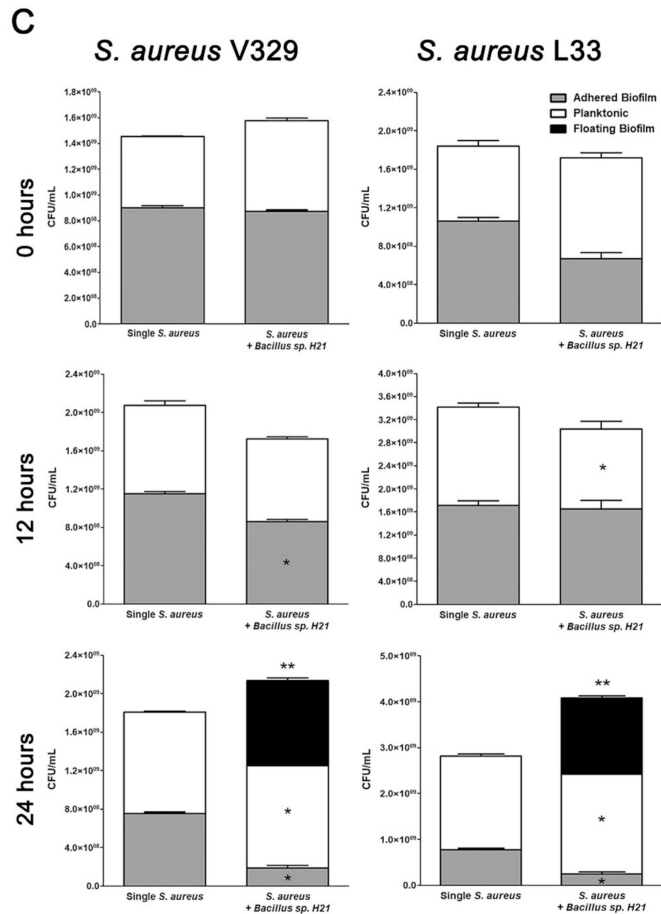 C
S. aureus V329
S. aureus L33
0 hours
CFU/mL
1.8×10⁰⁹
1.6×10⁰⁹
1.4×10⁰⁹
1.2×10⁰⁹
1.0×10⁰⁹
8.0×10⁰⁸
6.0×10⁰⁸
4.0×10⁰⁸
2.0×10⁰⁸
0.0
Single S. aureus
S. aureus
+ Bacillus sp. H21
CFU/mL
2.4×10⁰⁹
2.0×10⁰⁹
1.6×10⁰⁹
1.2×10⁰⁹
8.0×10⁰⁸
4.0×10⁰⁸
0.0
Adhered Biofilm
Planktonic
Floating Biofilm
Single S. aureus
S. aureus
+ Bacillus sp. H21
12 hours
CFU/mL
2.4×10⁰⁹
2.0×10⁰⁹
1.6×10⁰⁹
1.2×10⁰⁹
8.0×10⁰⁸
4.0×10⁰⁸
0.0
*
Single S. aureus
S. aureus
+ Bacillus sp. H21
CFU/mL
4.0×10⁰⁹
3.6×10⁰⁹
3.2×10⁰⁹
2.8×10⁰⁹
2.4×10⁰⁹
2.0×10⁰⁹
1.6×10⁰⁹
1.2×10⁰⁹
8.0×10⁰⁸
4.0×10⁰⁸
0.0
*
Single S. aureus
S. aureus
+ Bacillus sp. H21
24 hours
CFU/mL
2.4×10⁰⁹
2.0×10⁰⁹
1.6×10⁰⁹
1.2×10⁰⁹
8.0×10⁰⁸
4.0×10⁰⁸
0.0
**
*
*
Single S. aureus
S. aureus
+ Bacillus sp. H21
CFU/mL
5.0×10⁰⁹
4.0×10⁰⁹
3.0×10⁰⁹
2.0×10⁰⁹
1.0×10⁰⁹
0.0
**
*
*
Single S. aureus
S. aureus
+ Bacillus sp. H21